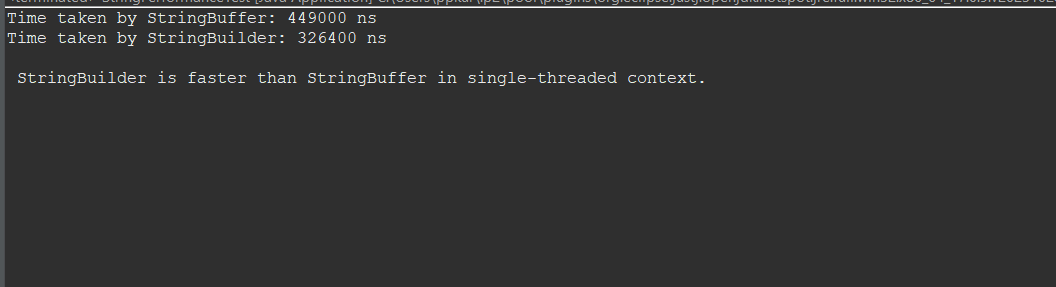 Time taken by StringBuffer: 449000 ns
Time taken by StringBuilder: 326400 ns
StringBuilder is faster than StringBuffer in single-threaded context.